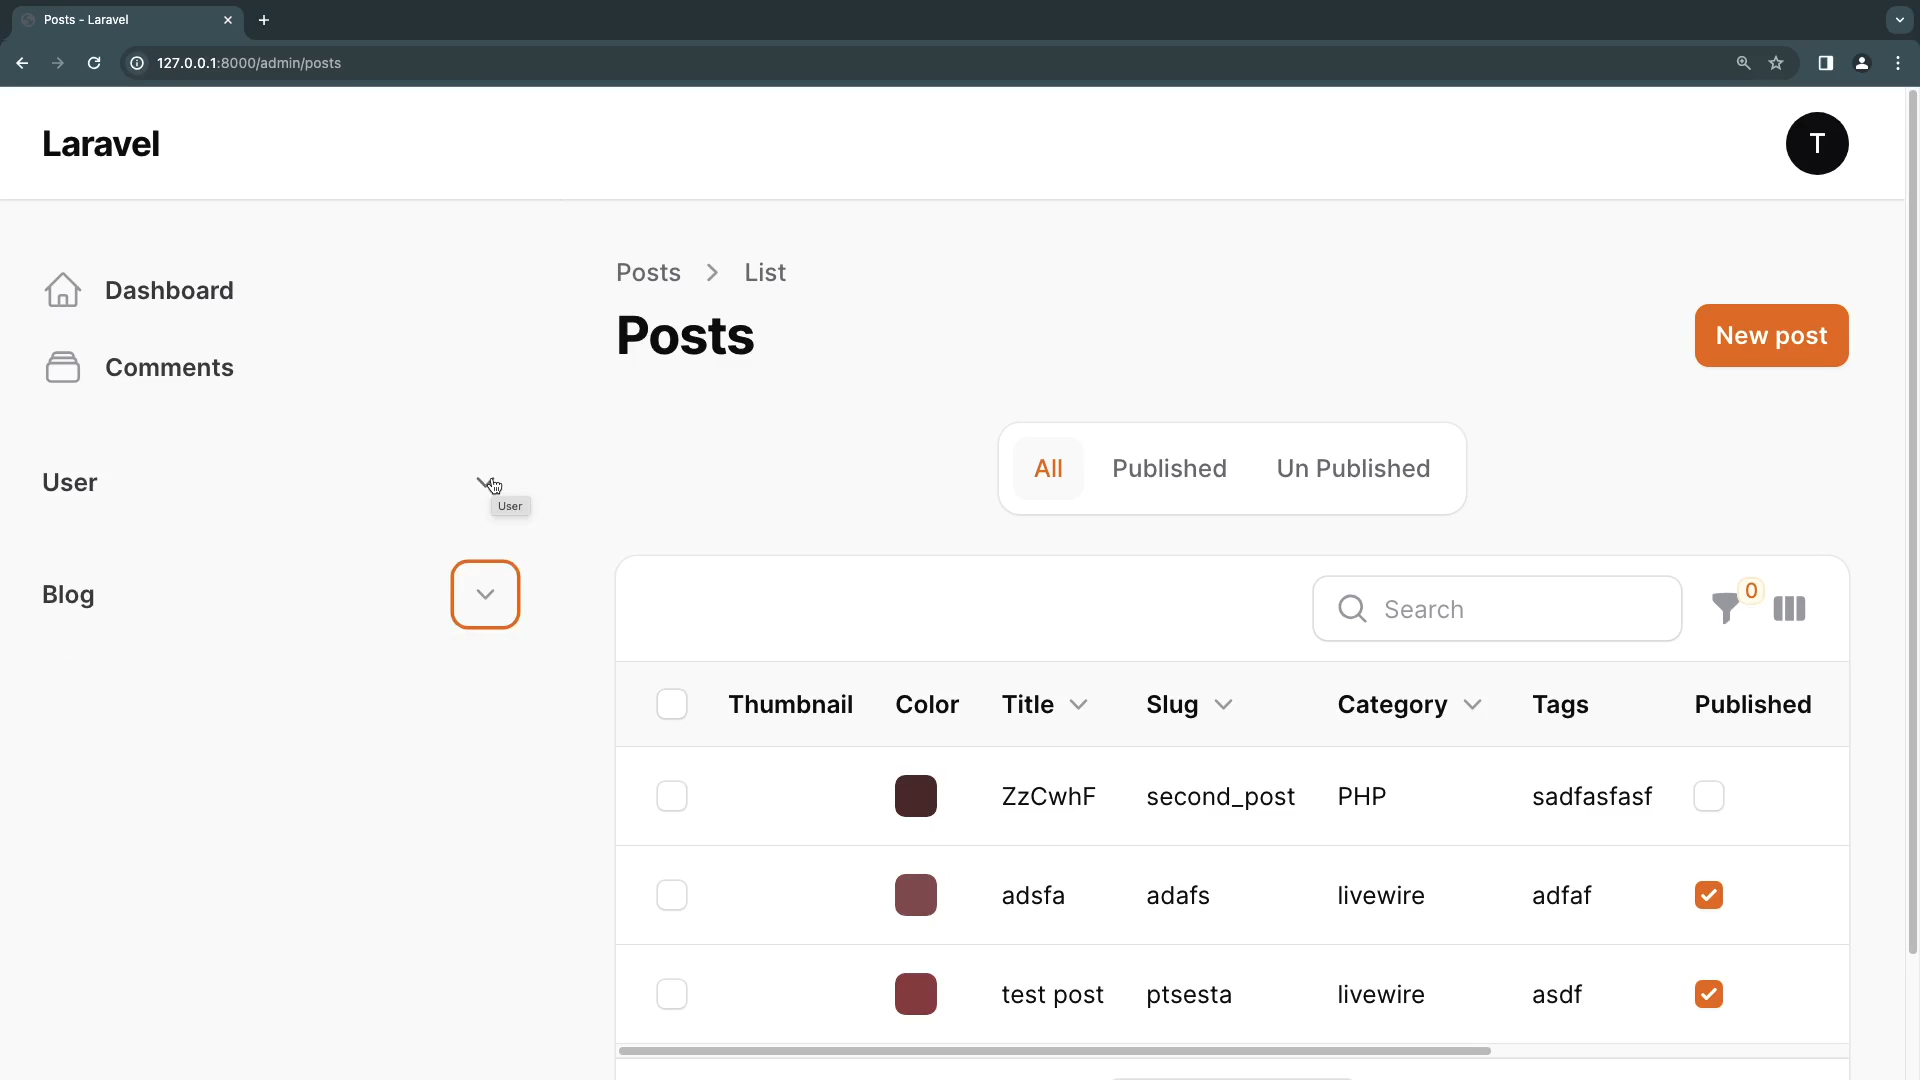 Posts - Laravel
127.0.0.1:8000/admin/posts
Laravel
T
Dashboard
Comments
User
User
Blog
Posts > List
Posts
New post
All Published Un Published
Search
0
Thumbnail Color Title Slug Category Tags Published
ZzCwhF second_post PHP sadfasfasf
adsfa adafs livewire adfaf
test post ptsesta livewire asdf